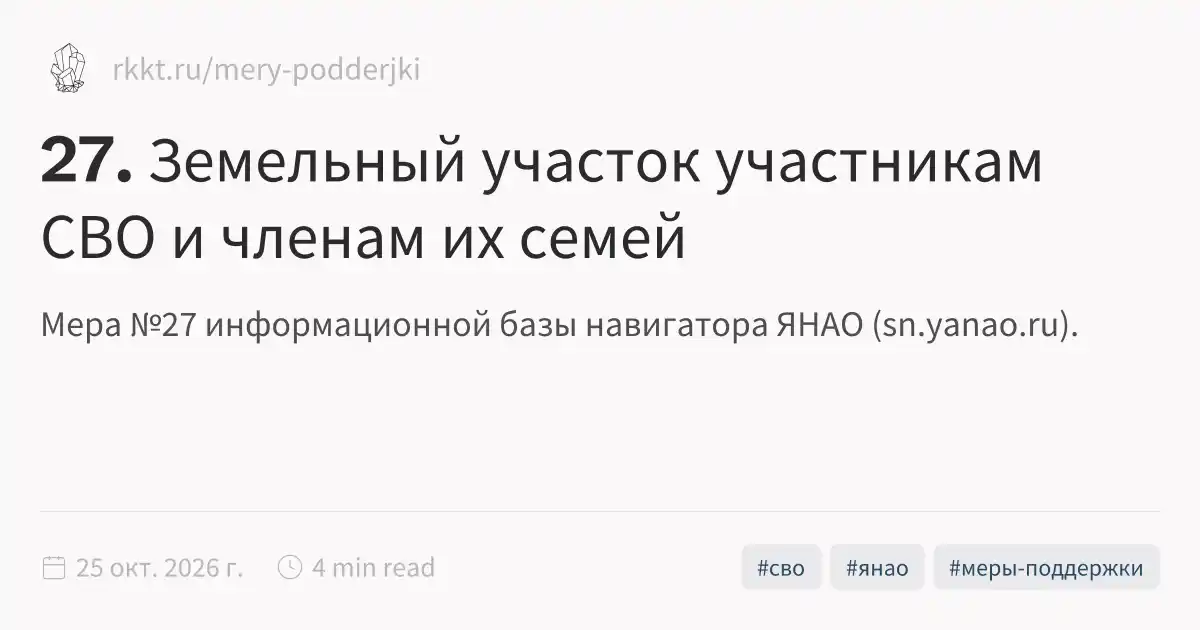 rkkt.ru/mery-podderjki
27. Земельный участок участникам
СВО и членам их семей
Мера №27 информационной базы навигатора ЯНАО (sn.yanao.ru).
25 окт. 2026 г. 4 min read #сво #янао #меры-поддержки